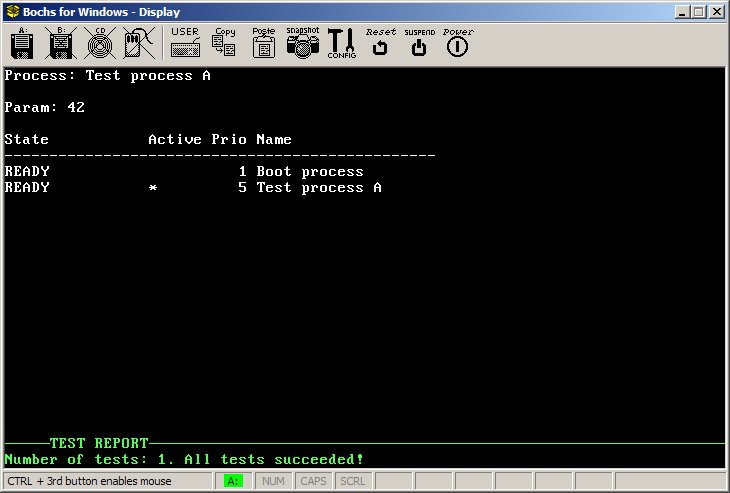 Bochs for Windows - Display
A: B: CD USER Copy Paste snapshot CONFIG Reset SUSPEND Power
Process: Test process A
Param: 42
State Active Prio Name
------------------------------------------------
READY 1 Boot process
READY * 5 Test process A
TEST REPORT
Number of tests: 1. All tests succeeded!
CTRL + 3rd button enables mouse A: NUM CAPS SCRL